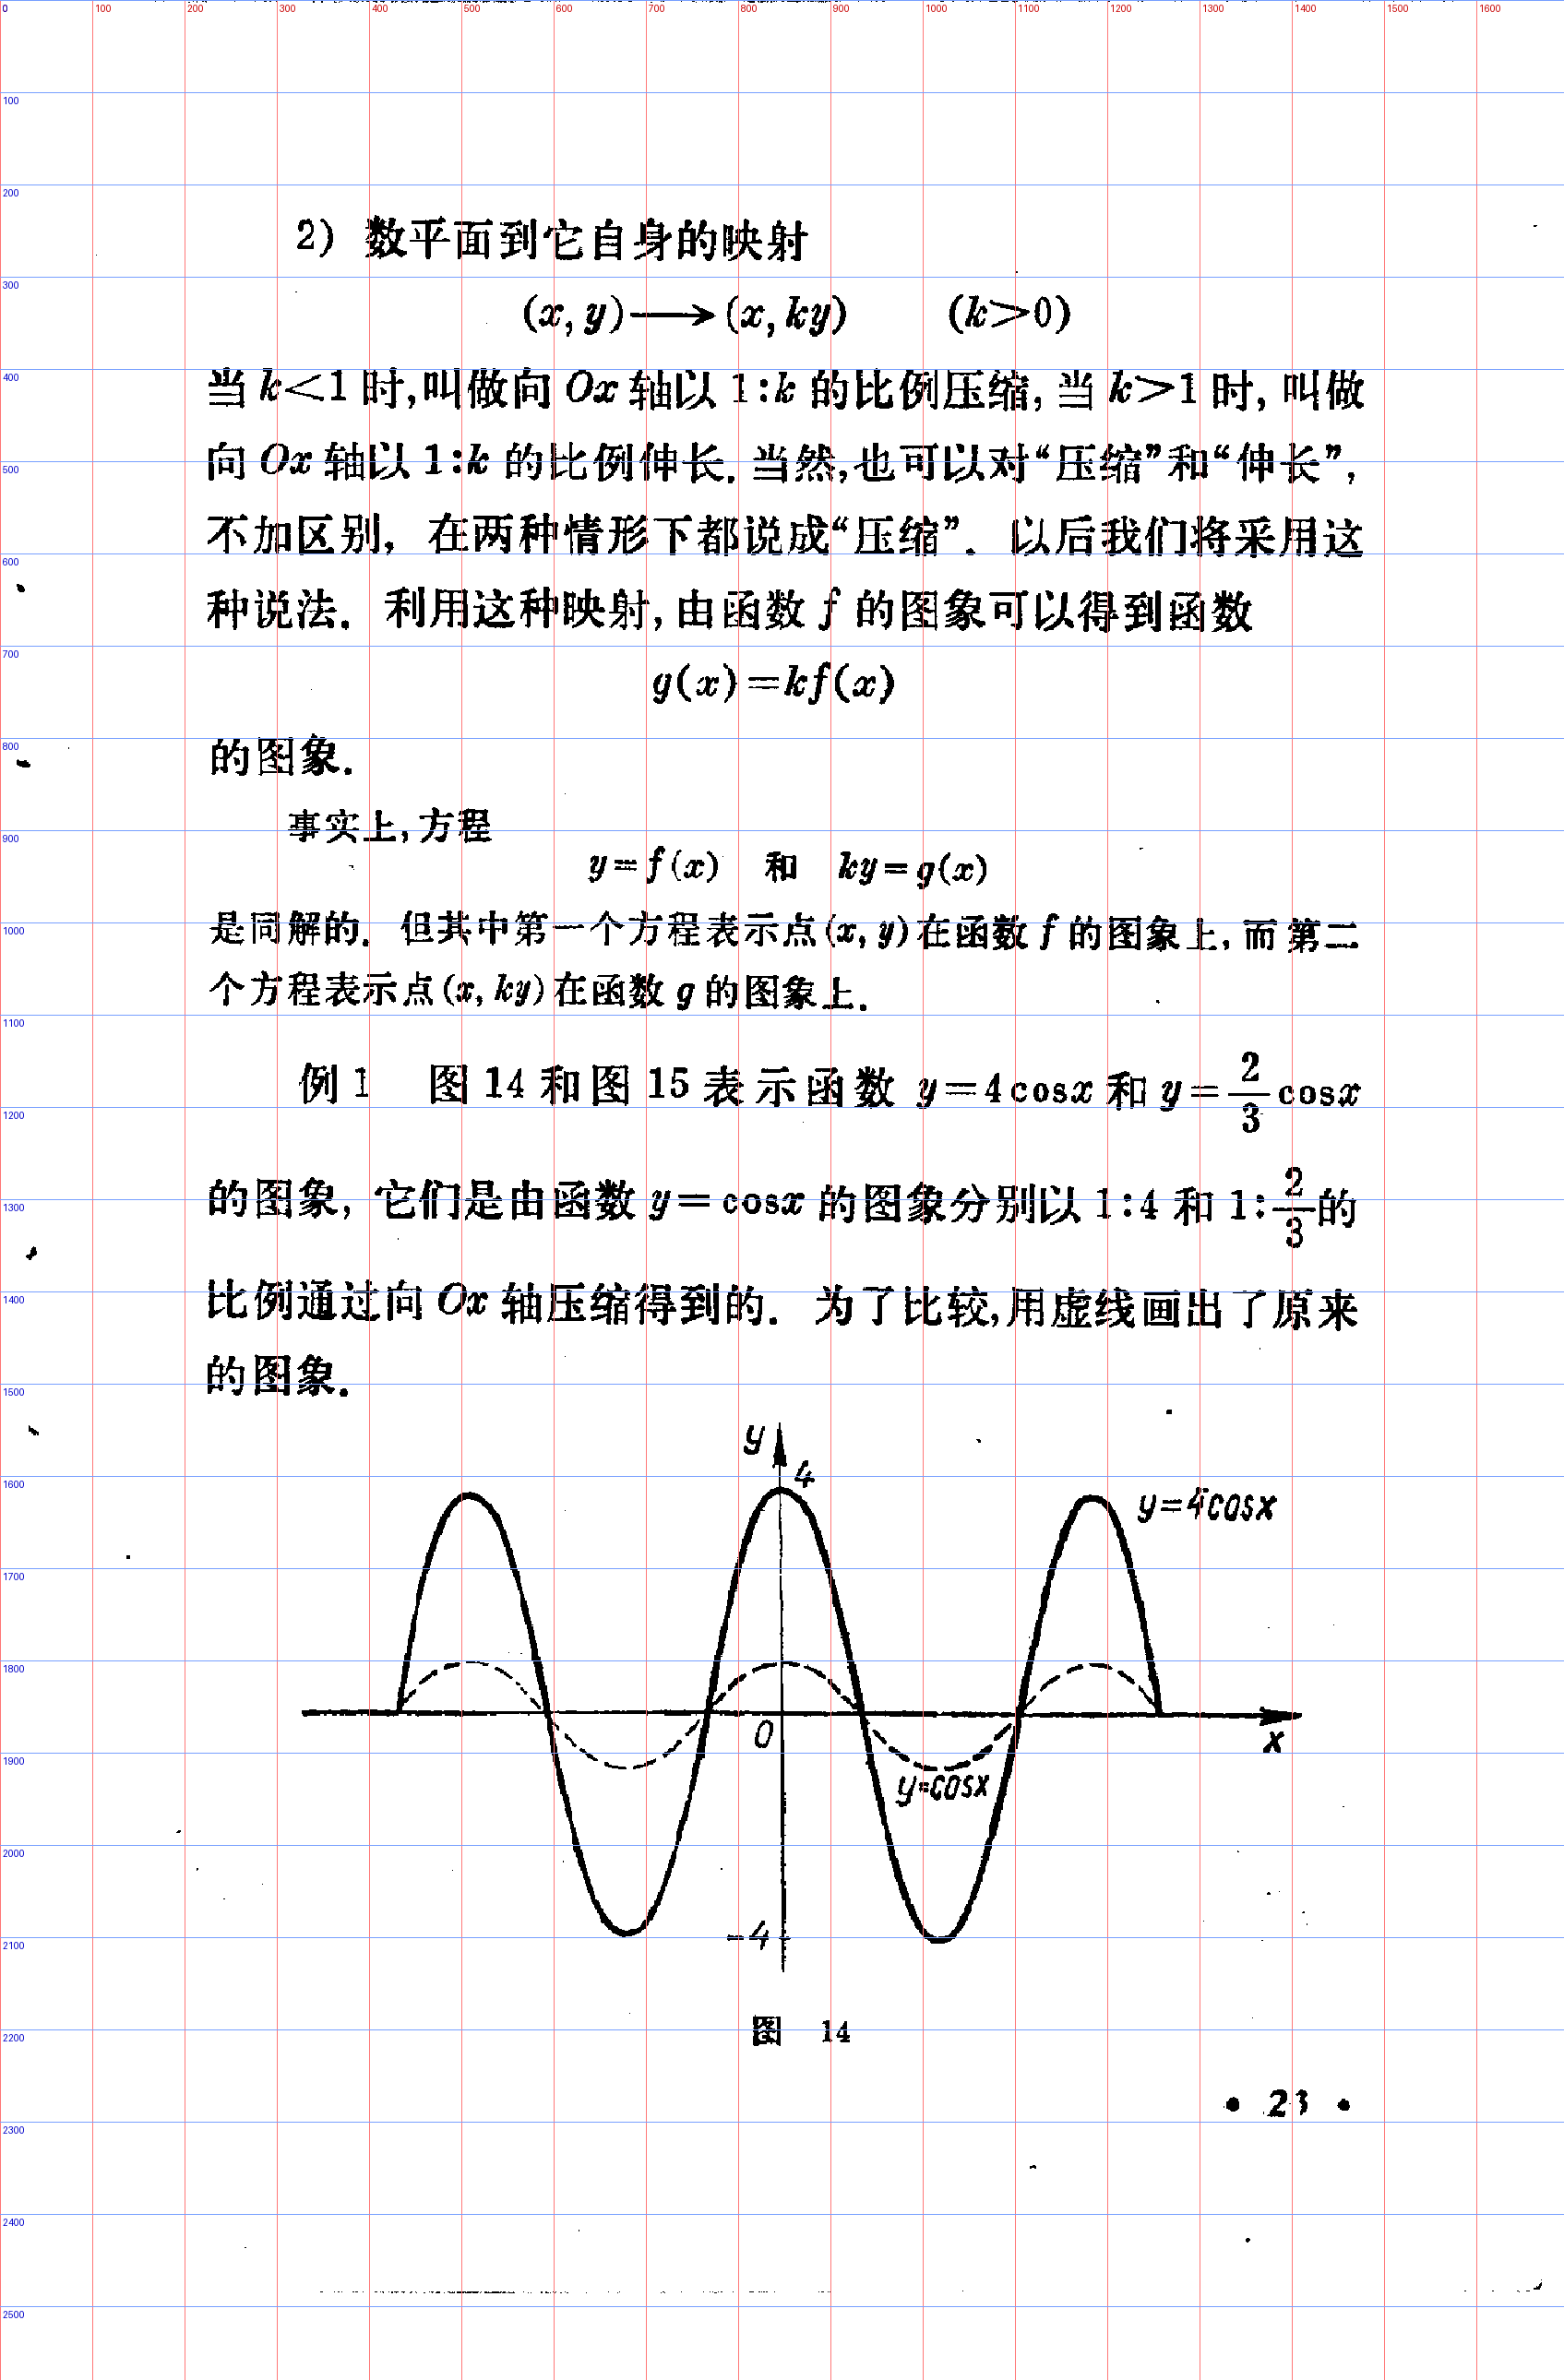 2) 数平面到它自身的映射
(x, y)⟶(x, ky) (k>0)
当 k<1 时,叫做向 Ox 轴以 1:k 的比例压缩, 当 k>1 时, 叫做
向 Ox 轴以 1:k 的比例伸长. 当然,也可以对“压缩”和“伸长”,
不加区别, 在两种情形下都说成“压缩”. 以后我们将采用这
种说法. 利用这种映射,由函数 f 的图象可以得到函数
g(x)=kf(x)
的图象.
事实上,方程
y=f(x) 和 ky=g(x)
是同解的. 但其中第一个方程表示点(x, y)在函数 f 的图象上,而第二
个方程表示点(x, ky)在函数 g 的图象上.
例1 图 14 和图 15 表示函数 y=4cosx 和 y=2/3 cosx
的图象, 它们是由函数 y=cosx 的图象分别以 1:4 和 1:2/3的
比例通过向 Ox 轴压缩得到的. 为了比较,用虚线画出了原来
的图象.
y
4
y=4cosx
0
x
y=cosx
-4
图 14
• 23 •